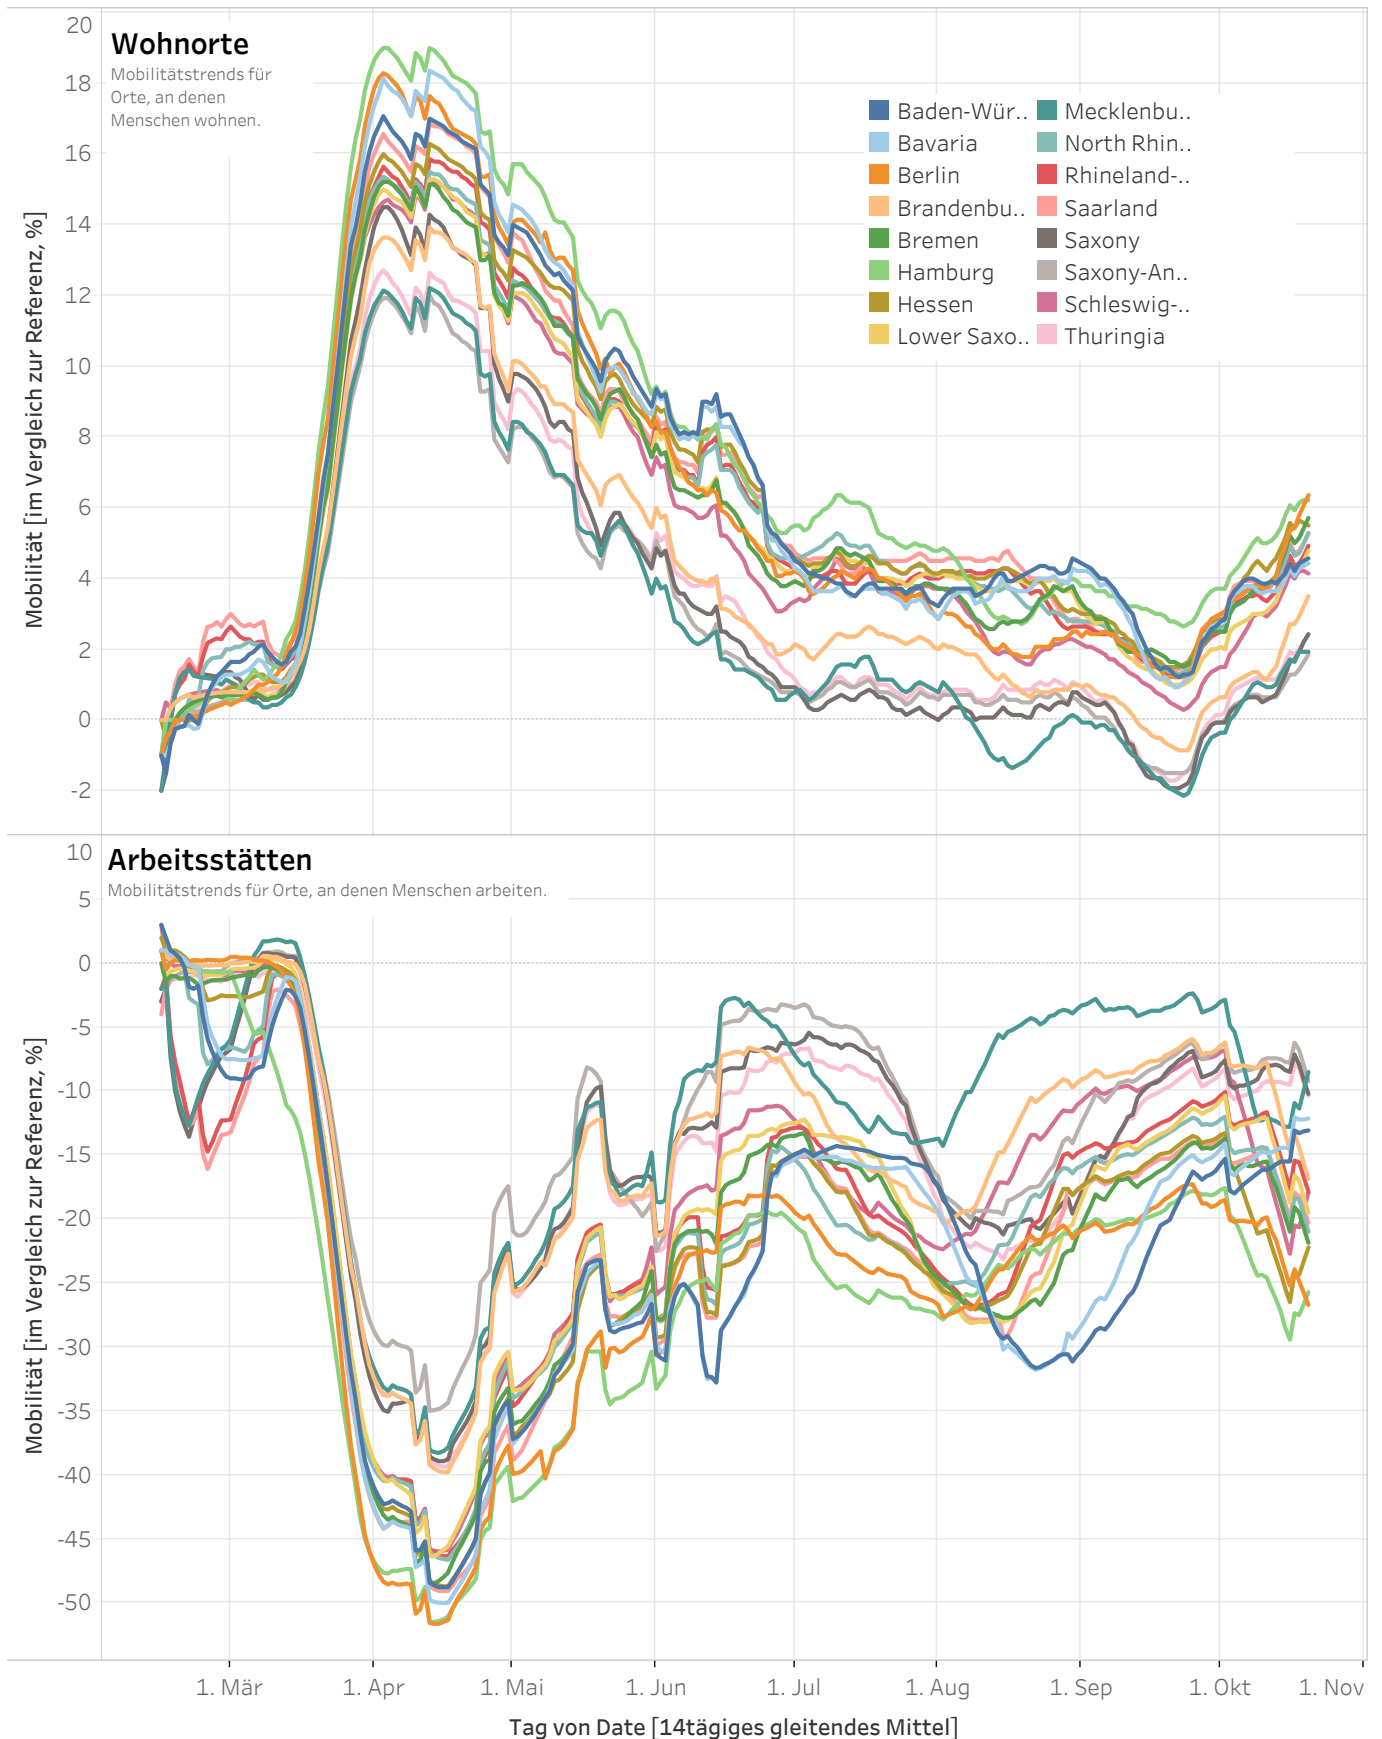 20
18
16
14
12
10
8
6
4
2
0
-2
Mobilität [im Vergleich zur Referenz, %]
Wohnorte
Mobilitätstrends für
Orte, an denen
Menschen wohnen.
Baden-Wür..
Bavaria
Berlin
Brandenbu..
Bremen
Hamburg
Hessen
Lower Saxo..
Mecklenbu..
North Rhin..
Rhineland-..
Saarland
Saxony
Saxony-An..
Schleswig-..
Thuringia
10
5
0
-5
-10
-15
-20
-25
-30
-35
-40
-45
-50
Mobilität [im Vergleich zur Referenz, %]
Arbeitsstätten
Mobilitätstrends für Orte, an denen Menschen arbeiten.
1. Mär
1. Apr
1. Mai
1. Jun
1. Jul
1. Aug
1. Sep
1. Okt
1. Nov
Tag von Date [14tägiges gleitendes Mittel]